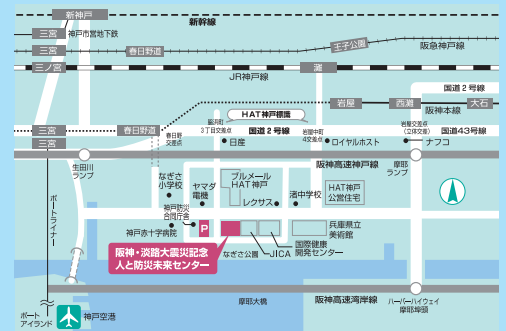 新神戸
新幹線
三宮
神戸市営地下鉄
三宮
春日野道
王子公園
阪急神戸線
三ノ宮
灘
JR神戸線
国道2号線
岩屋
西灘
大石
阪神本線
HAT神戸標識
脇浜町
3丁目交差点
国道2号線
岩屋中町
4交差点
岩屋交差点
(立体交差)
国道43号線
三宮
春日野道
春日野
交差点
日産
ロイヤルホスト
ナフコ
三宮
阪神高速神戸線
生田川
ランプ
摩耶
ランプ
なぎさ
小学校
ヤマダ
電機
ブルメール
HAT神戸
レクサス
渚中学校
HAT神戸
公営住宅
ポートライナー
神戸防災
合同庁舎
神戸赤十字病院
P
兵庫県立
美術館
国際健康
開発センター
JICA
なぎさ公園
阪神・淡路大震災記念
人と防災未来センター
摩耶大橋
阪神高速湾岸線
ハーバーハイウェイ
摩耶埠頭
ポート
アイランド
神戸空港